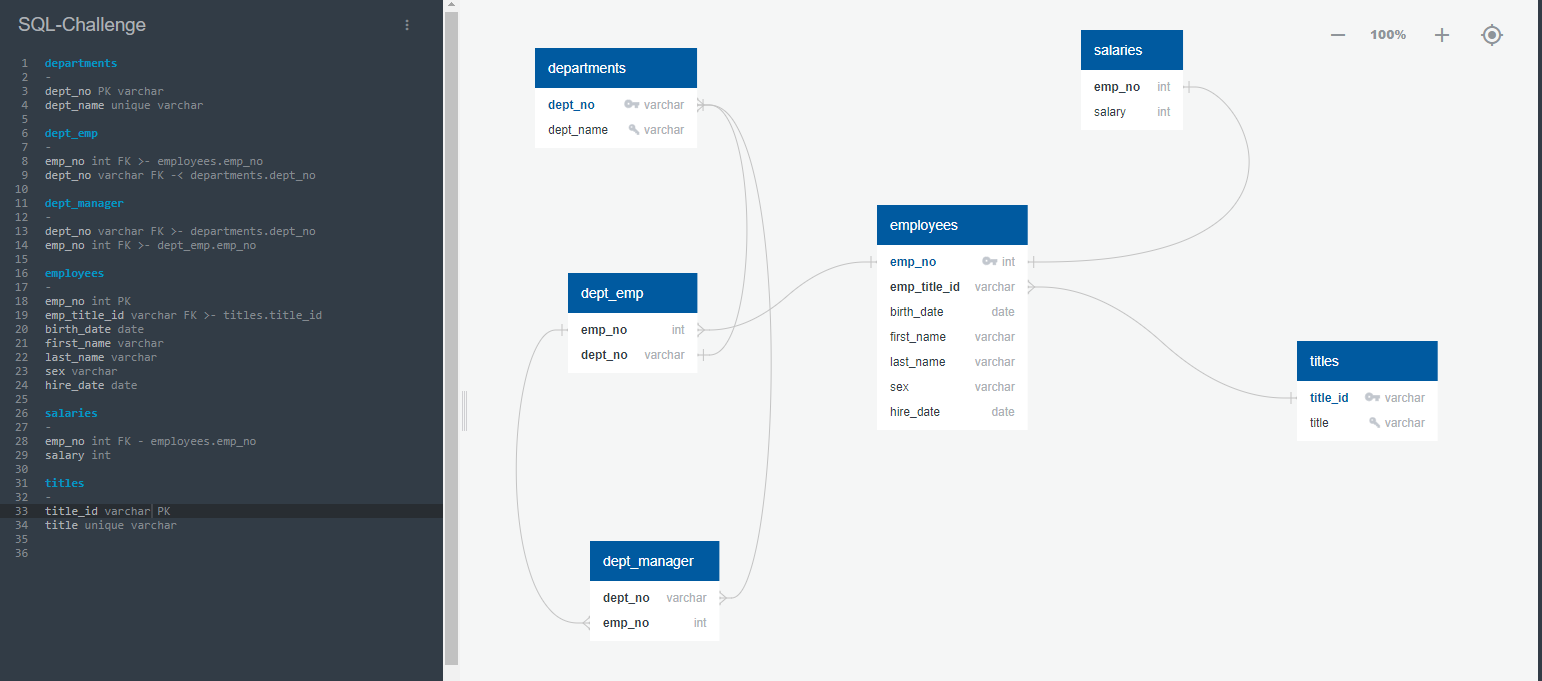 SQL-Challenge
1 departments
2 -
3 dept_no PK varchar
4 dept_name unique varchar
5
6 dept_emp
7 -
8 emp_no int FK >- employees.emp_no
9 dept_no varchar FK -< departments.dept_no
10
11 dept_manager
12 -
13 dept_no varchar FK >- departments.dept_no
14 emp_no int FK >- dept_emp.emp_no
15
16 employees
17 -
18 emp_no int PK
19 emp_title_id varchar FK >- titles.title_id
20 birth_date date
21 first_name varchar
22 last_name varchar
23 sex varchar
24 hire_date date
25
26 salaries
27 -
28 emp_no int FK - employees.emp_no
29 salary int
30
31 titles
32 -
33 title_id varchar PK
34 title unique varchar
35
36
100%
departments
dept_no varchar
dept_name varchar
salaries
emp_no int
salary int
employees
emp_no int
emp_title_id varchar
birth_date date
first_name varchar
last_name varchar
sex varchar
hire_date date
dept_emp
emp_no int
dept_no varchar
titles
title_id varchar
title varchar
dept_manager
dept_no varchar
emp_no int